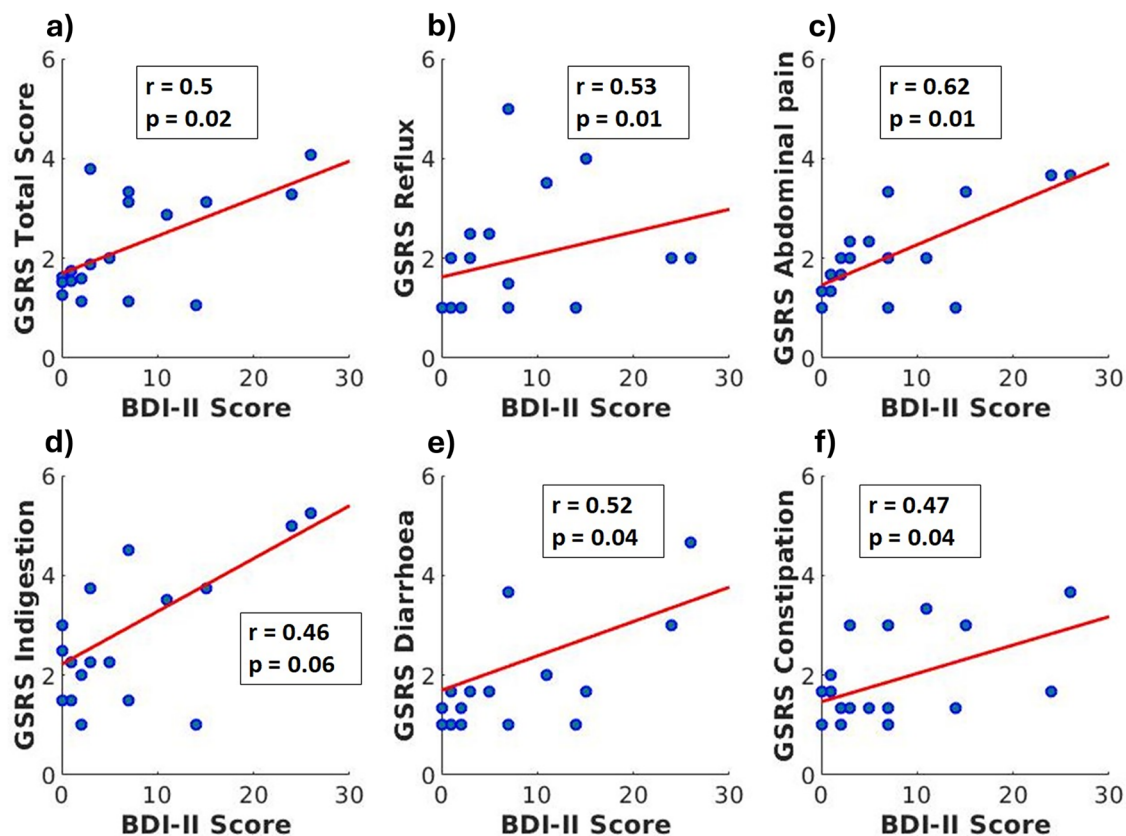 a)
6
4
2
0
GSRS Total Score
r = 0.5
p = 0.02
0 10 20 30
BDI-II Score
b)
6
4
2
0
GSRS Reflux
r = 0.53
p = 0.01
0 10 20 30
BDI-II Score
c)
6
4
2
0
GSRS Abdominal pain
r = 0.62
p = 0.01
0 10 20 30
BDI-II Score
d)
6
4
2
0
GSRS Indigestion
r = 0.46
p = 0.06
0 10 20 30
BDI-II Score
e)
6
4
2
0
GSRS Diarrhoea
r = 0.52
p = 0.04
0 10 20 30
BDI-II Score
f)
6
4
2
0
GSRS Constipation
r = 0.47
p = 0.04
0 10 20 30
BDI-II Score